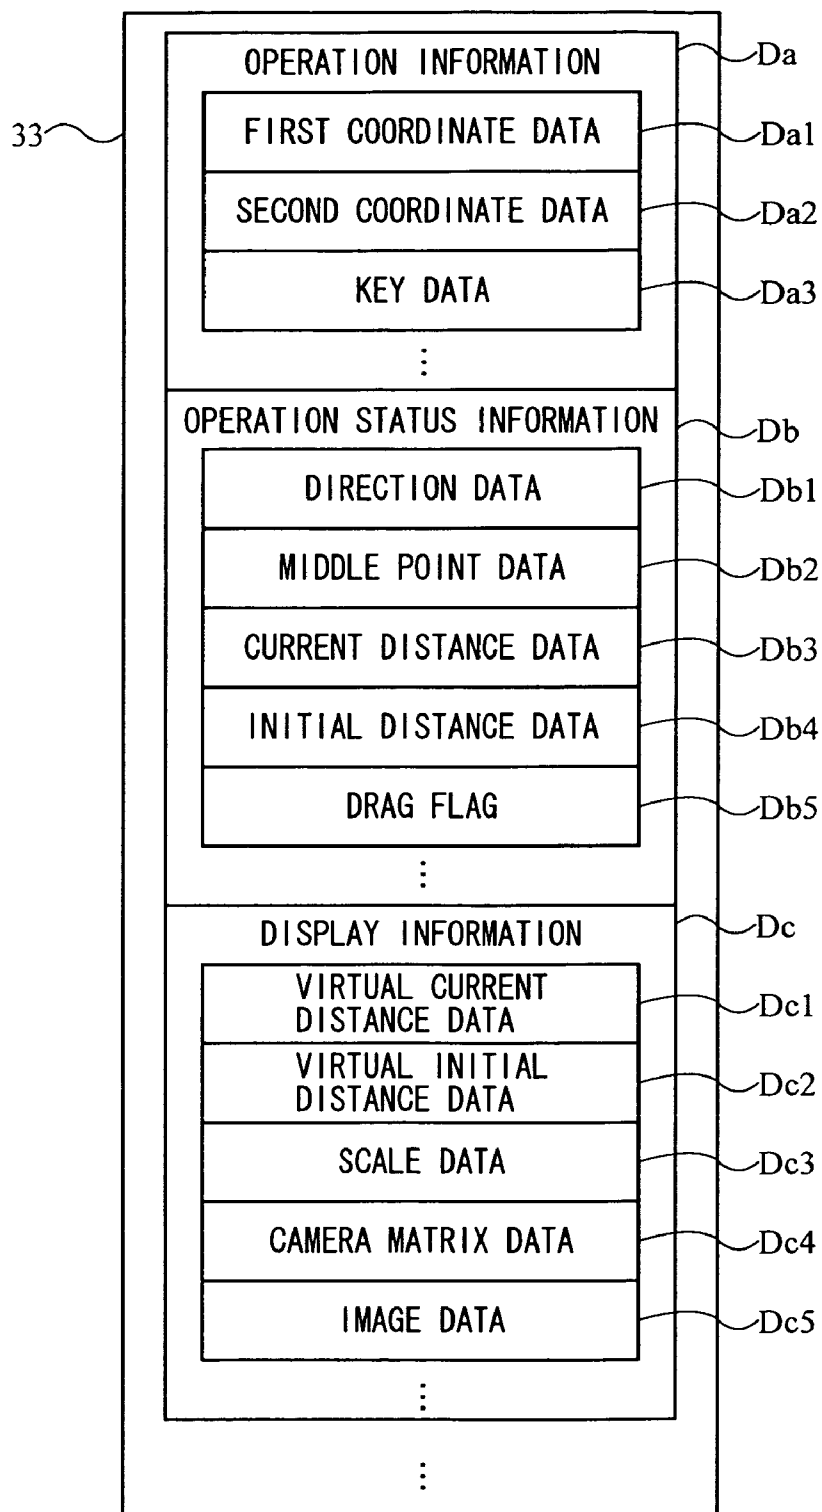 OPERATION INFORMATION Da
33
FIRST COORDINATE DATA Da1
SECOND COORDINATE DATA Da2
KEY DATA Da3
⋮
OPERATION STATUS INFORMATION Db
DIRECTION DATA Db1
MIDDLE POINT DATA Db2
CURRENT DISTANCE DATA Db3
INITIAL DISTANCE DATA Db4
DRAG FLAG Db5
⋮
DISPLAY INFORMATION Dc
VIRTUAL CURRENT
DISTANCE DATA Dc1
VIRTUAL INITIAL
DISTANCE DATA Dc2
SCALE DATA Dc3
CAMERA MATRIX DATA Dc4
IMAGE DATA Dc5
⋮
⋮